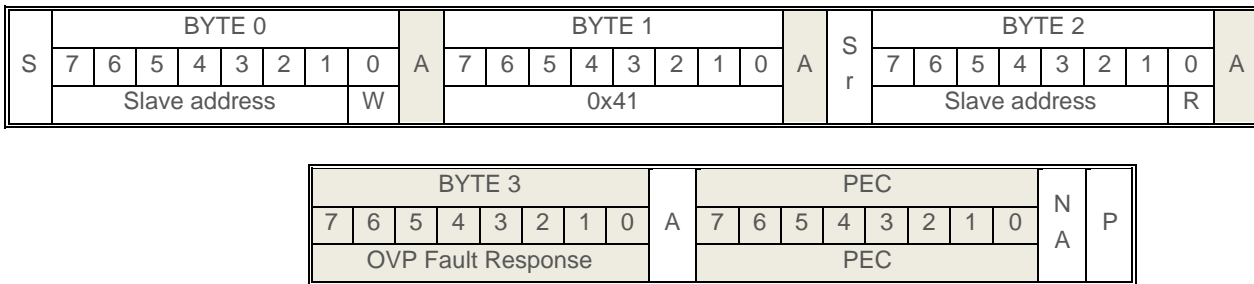 BYTE 0 BYTE 1 BYTE 2
S 7 6 5 4 3 2 1 0 A 7 6 5 4 3 2 1 0 A Sr 7 6 5 4 3 2 1 0 A
Slave address W 0x41 Slave address R
BYTE 3 PEC
7 6 5 4 3 2 1 0 A 7 6 5 4 3 2 1 0 NA P
OVP Fault Response PEC